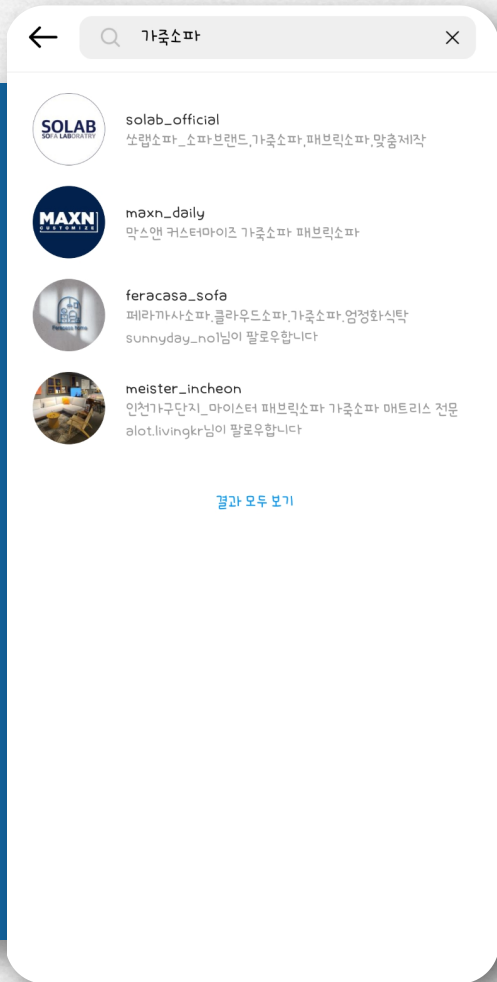 가죽소파
SOLAB
SOFA LABORATRY
solab_official
쏘랩소파_소파브랜드,가죽소파,패브릭소파,맞춤제작
MAXN
CUSTOMIZE
maxn_daily
막스앤 커스터마이즈 가죽소파 패브릭소파
feracasa_sofa
페라까사소파.클라우드소파.가죽소파.엄정화식탁
sunnyday_no1님이 팔로우합니다
meister_incheon
인천가구단지_마이스터 패브릭소파 가죽소파 매트리스 전문
alot.livingkr님이 팔로우합니다
결과 모두 보기